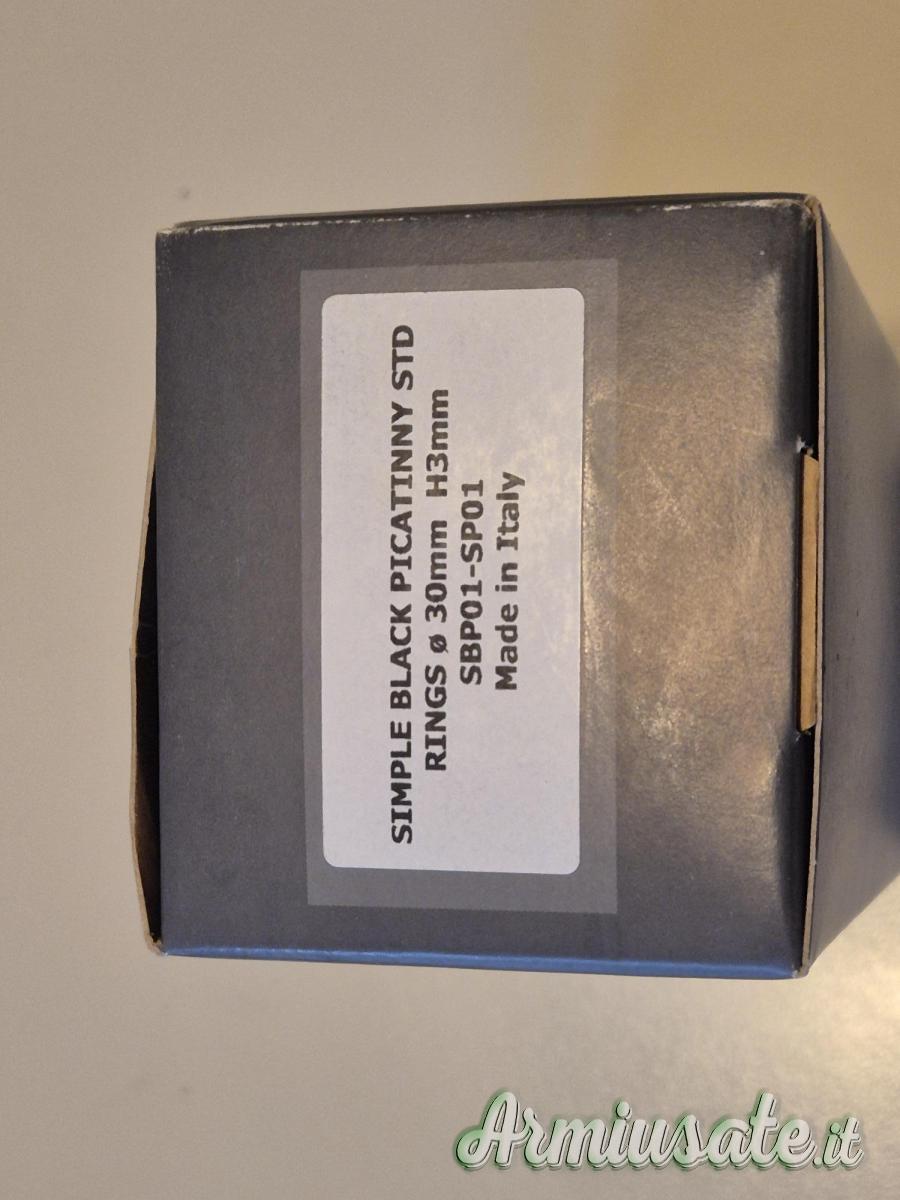 SIMPLE BLACK PICATINNY STD
RINGS ø 30mm  H3mm
SBP01-SP01
Made in Italy
Armiusate.it